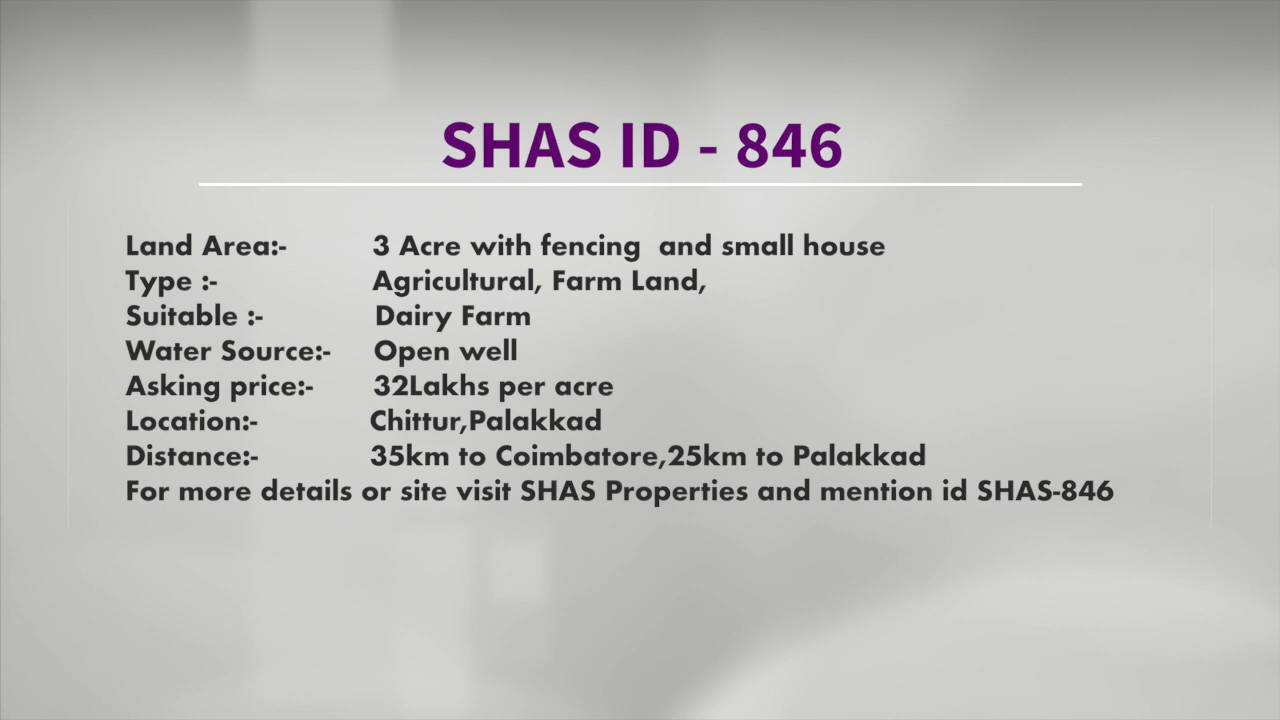 SHAS ID - 846
Land Area:- 3 Acre with fencing and small house
Type :- Agricultural, Farm Land,
Suitable :- Dairy Farm
Water Source:- Open well
Asking price:- 32Lakhs per acre
Location:- Chittur,Palakkad
Distance:- 35km to Coimbatore,25km to Palakkad
For more details or site visit SHAS Properties and mention id SHAS-846